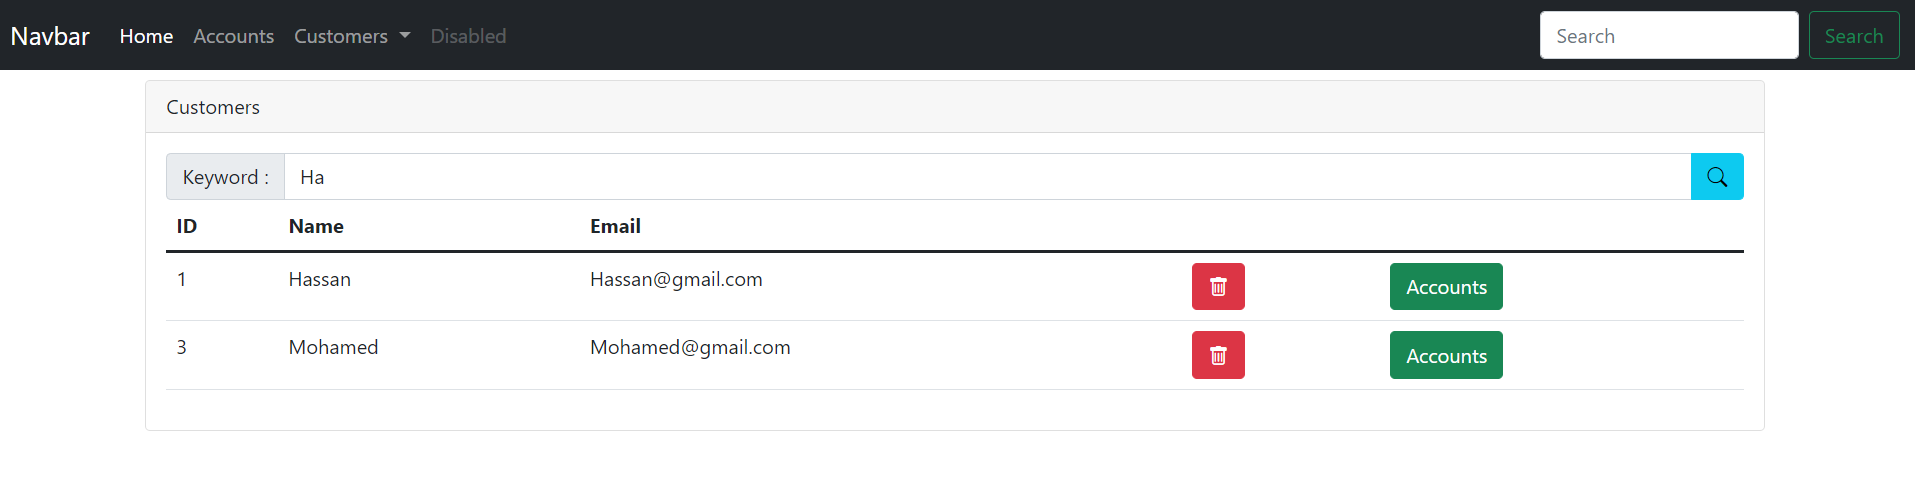 Navbar Home Accounts Customers Disabled Search Search
Customers
Keyword : Ha
ID Name Email
1 Hassan Hassan@gmail.com Accounts
3 Mohamed Mohamed@gmail.com Accounts